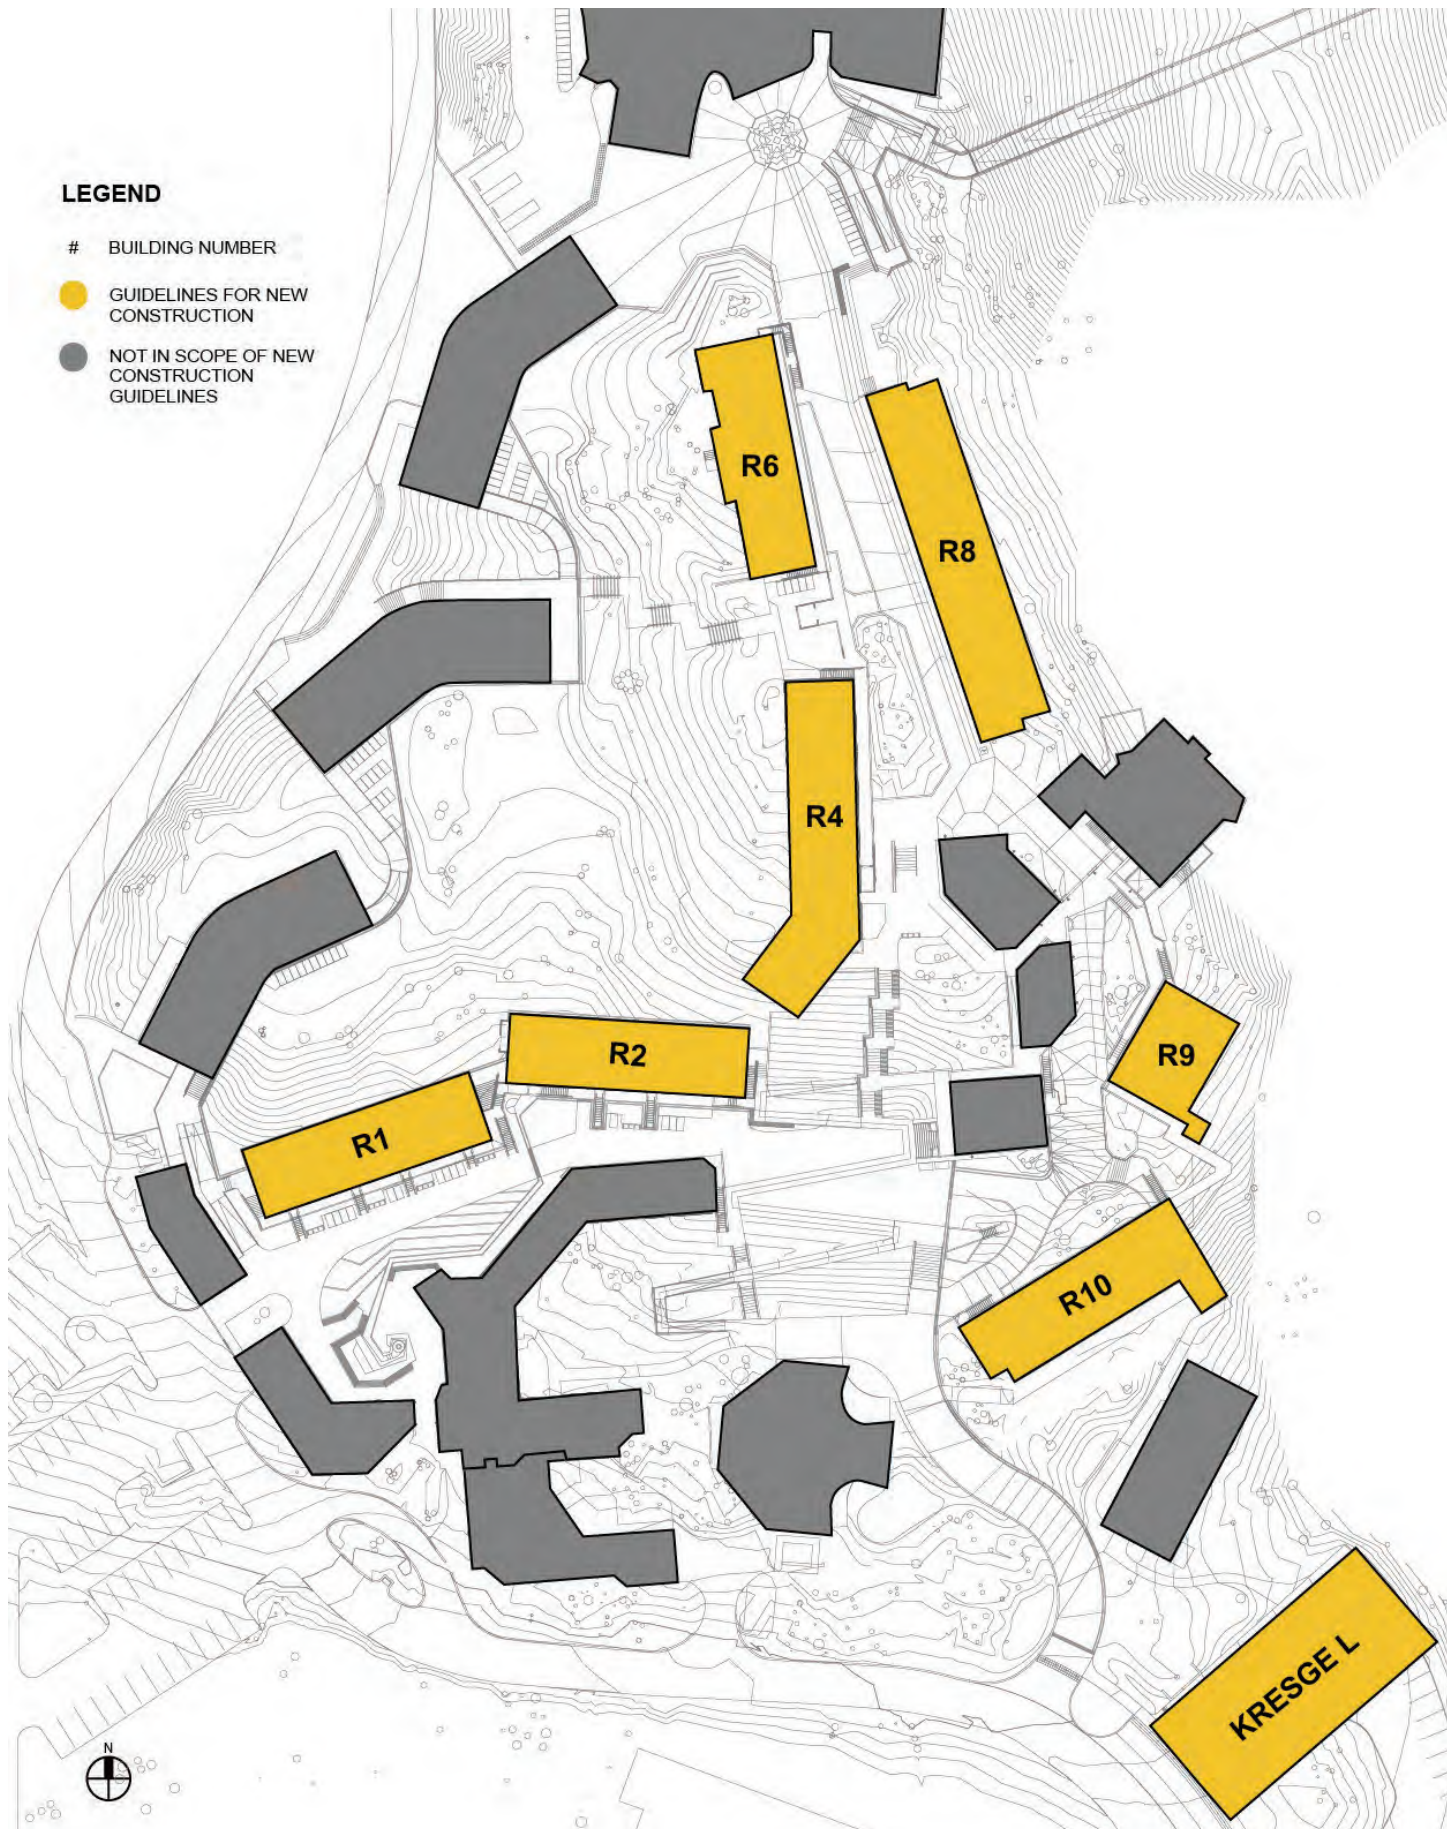 LEGEND
# BUILDING NUMBER
GUIDELINES FOR NEW
CONSTRUCTION
NOT IN SCOPE OF NEW
CONSTRUCTION
GUIDELINES
R6
R8
R4
R2
R9
R1
R10
KRESGE L
N